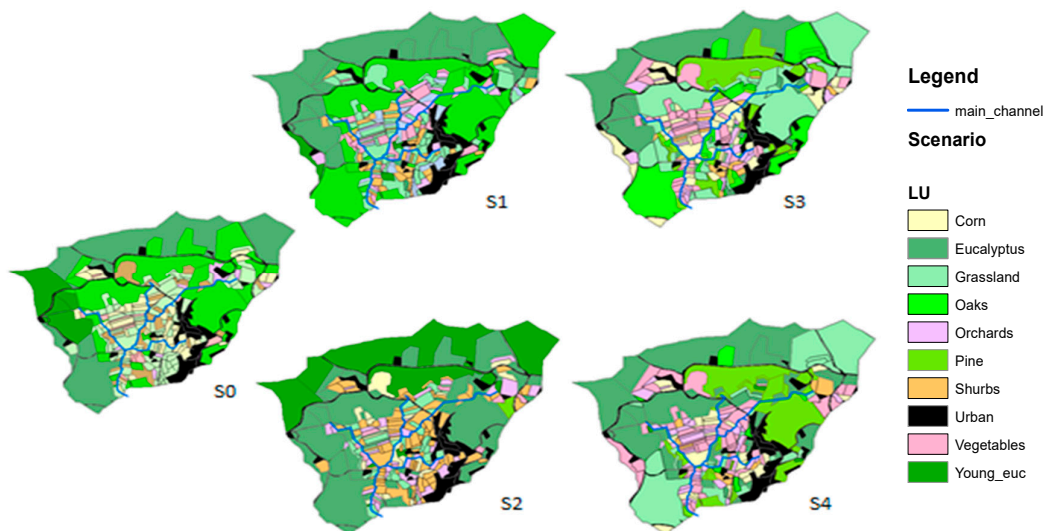 S1
S3
S0
S2
S4
Legend
main_channel
Scenario
LU
Corn
Eucalyptus
Grassland
Oaks
Orchards
Pine
Shurbs
Urban
Vegetables
Young_euc